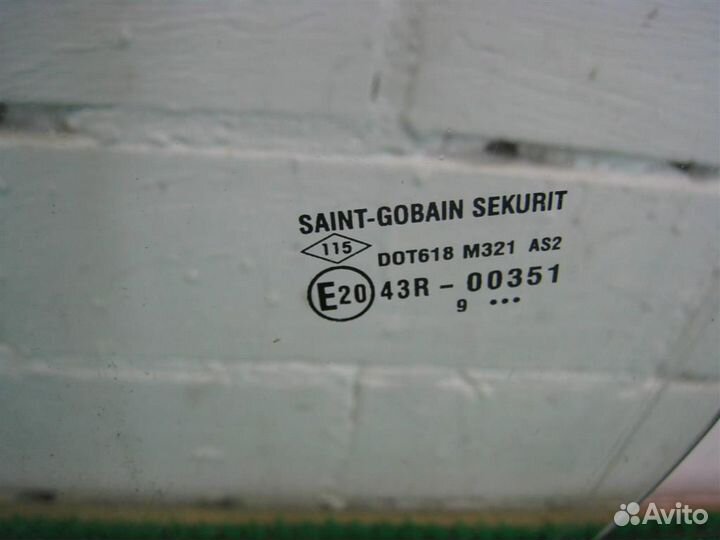 SAINT-GOBAIN SEKURIT
115 DOT618 M321 AS2
E20 43R - 00351
9 •••
Avito